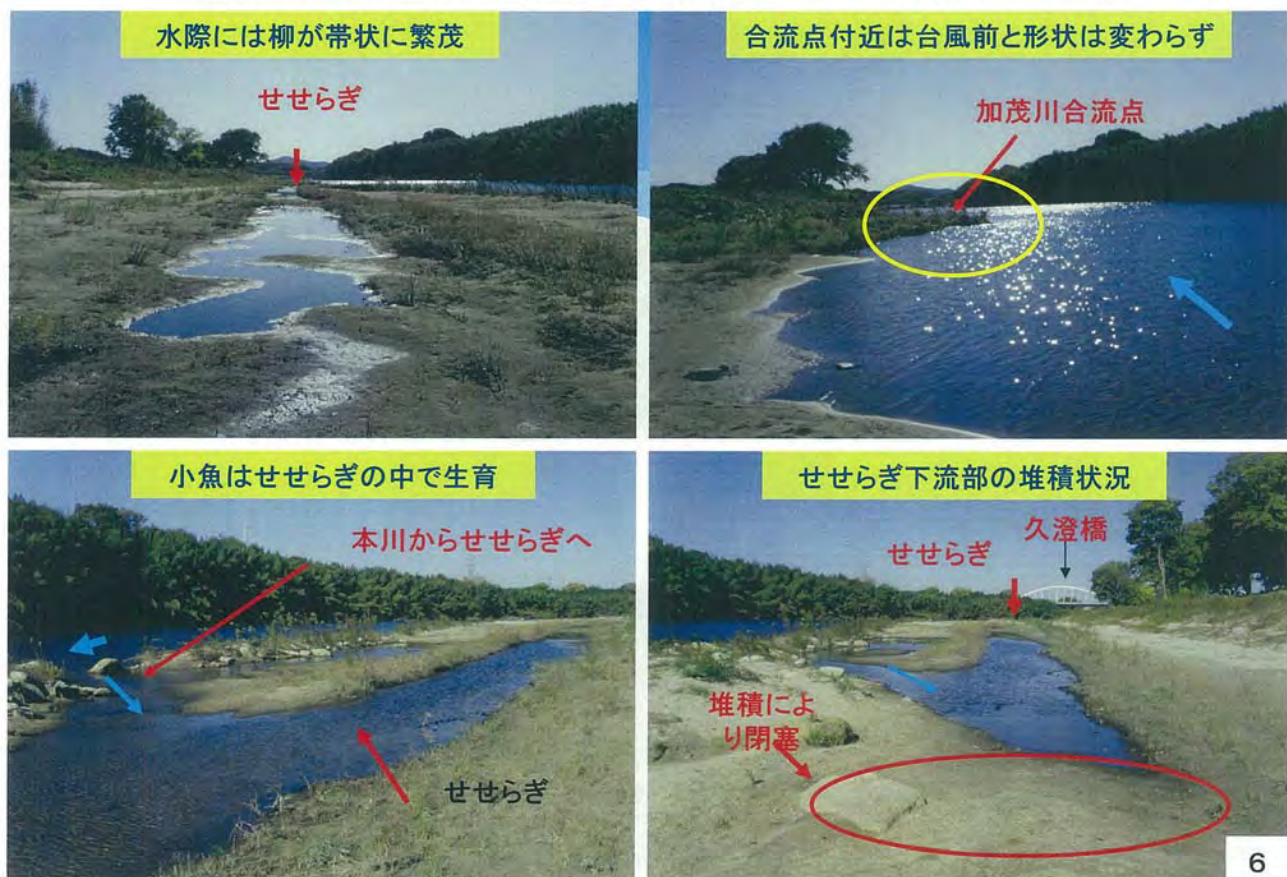 水際には柳が帯状に繁茂
せせらぎ
合流点付近は台風前と形状は変わらず
加茂川合流点
小魚はせせらぎの中で生育
本川からせせらぎへ
せせらぎ
せせらぎ下流部の堆積状況
久澄橋
せせらぎ
堆積によ
り閉塞
6